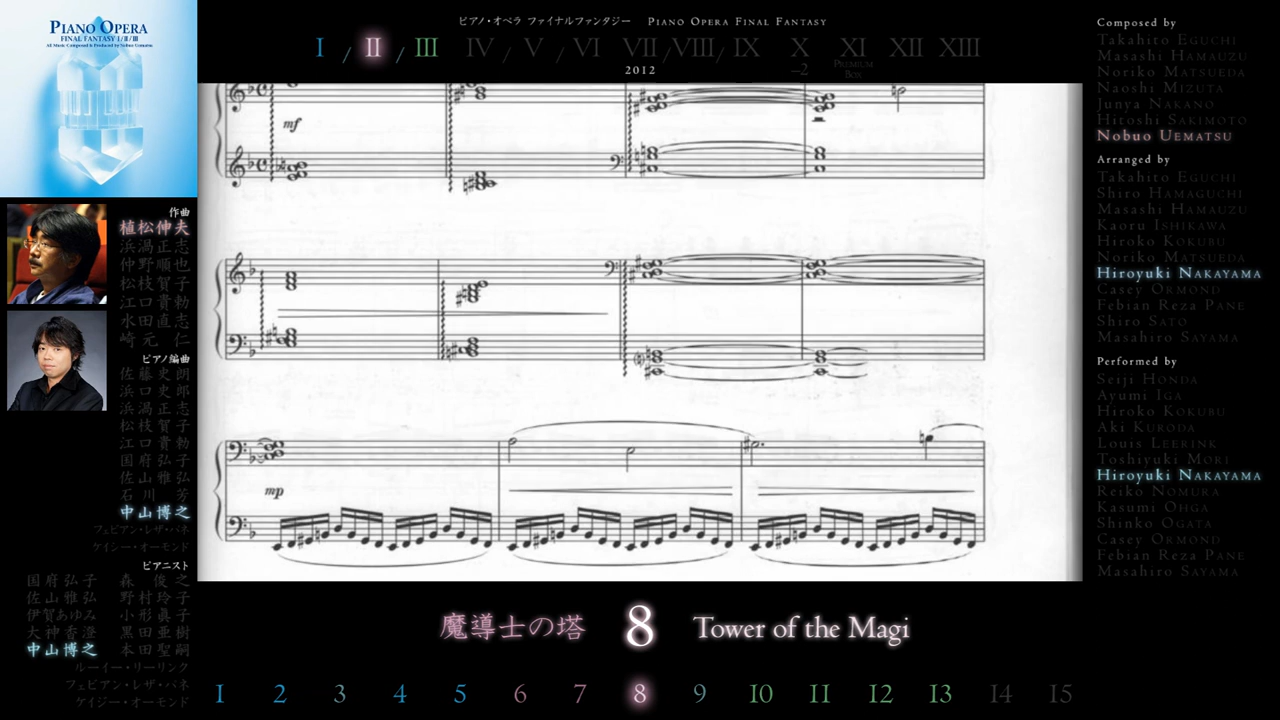 PIANO OPERA
FINAL FANTASY I/II/III
All Music Composed & Produced by Nobuo Uematsu
ピアノ・オペラ ファイナルファンタジー PIANO OPERA FINAL FANTASY
I / II / III IV / V / VI VII / VIII / IX X XI XII XIII
2012
–2
PREMIUM
BOX
作曲
植松伸夫
浜渦正志
仲野順也
松枝賀子
江口貴勅
水田直志
崎元 仁
ピアノ編曲
佐藤史朗
浜口史郎
浜渦正志
松枝賀子
江口貴勅
国府弘子
佐山雅弘
石川 芳
中山博之
フェビアン・レザ・パネ
ケイシー・オーモンド
ピアニスト
国府弘子 森 俊之
佐山雅弘 野村玲子
伊賀あゆみ 小形眞子
大神香澄 黒田亜樹
中山博之 本田聖嗣
ルーイー・リーリンク
フェビアン・レザ・パネ
ケイシー・オーモンド
mf
mp
Composed by
Takahito EGUCHI
Masashi HAMAUZU
Noriko MATSUEDA
Naoshi MIZUTA
Junya NAKANO
Hitoshi SAKIMOTO
Nobuo UEMATSU
Arranged by
Takahito EGUCHI
Shiro HAMAGUCHI
Masashi HAMAUZU
Kaoru ISHIKAWA
Hiroko KOKUBU
Noriko MATSUEDA
Hiroyuki NAKAYAMA
Casey ORMOND
Febian Reza PANE
Shiro SATO
Masahiro SAYAMA
Performed by
Seiji HONDA
Ayumi IGA
Hiroko KOKUBU
Aki KURODA
Louis LEERINK
Toshiyuki MORI
Hiroyuki NAKAYAMA
Reiko NOMURA
Kasumi OHGA
Shinko OGATA
Casey ORMOND
Febian Reza PANE
Masahiro SAYAMA
魔導士の塔 8 Tower of the Magi
1 2 3 4 5 6 7 8 9 10 11 12 13 14 15